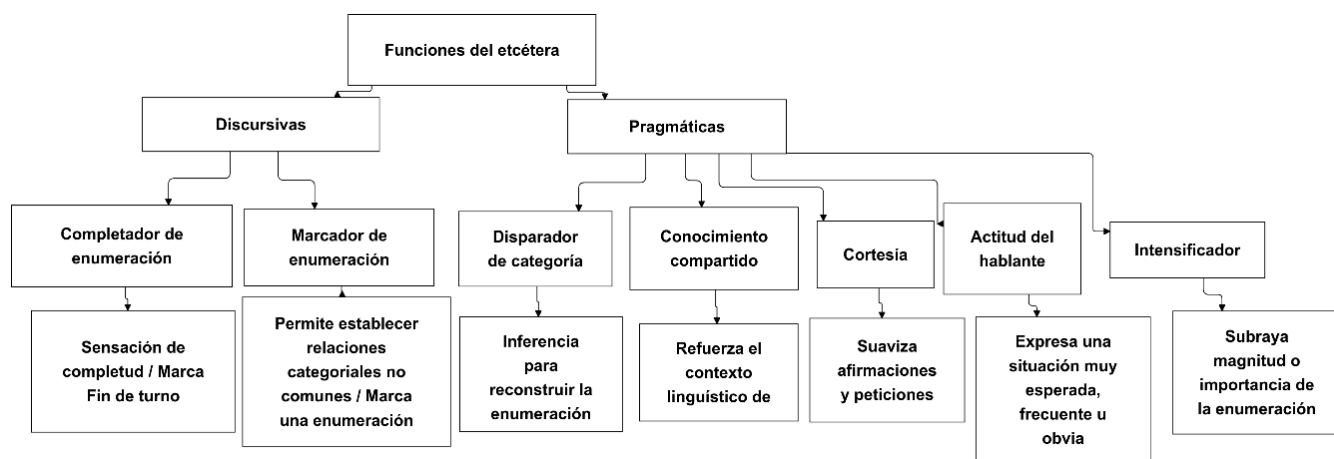 Funciones del etcétera
Discursivas
Pragmáticas
Completador de
enumeración
Marcador de
enumeración
Disparador
de categoría
Conocimiento
compartido
Cortesía
Actitud del
hablante
Intensificador
Sensación de
completud / Marca
Fin de turno
Permite establecer
relaciones
categoriales no
comunes / Marca
una enumeración
Inferencia
para
reconstruir la
enumeración
Refuerza el
contexto
linguístico de
Suaviza
afirmaciones
y peticiones
Expresa una
situación muy
esperada,
frecuente u
obvia
Subraya
magnitud o
importancia de
la enumeración